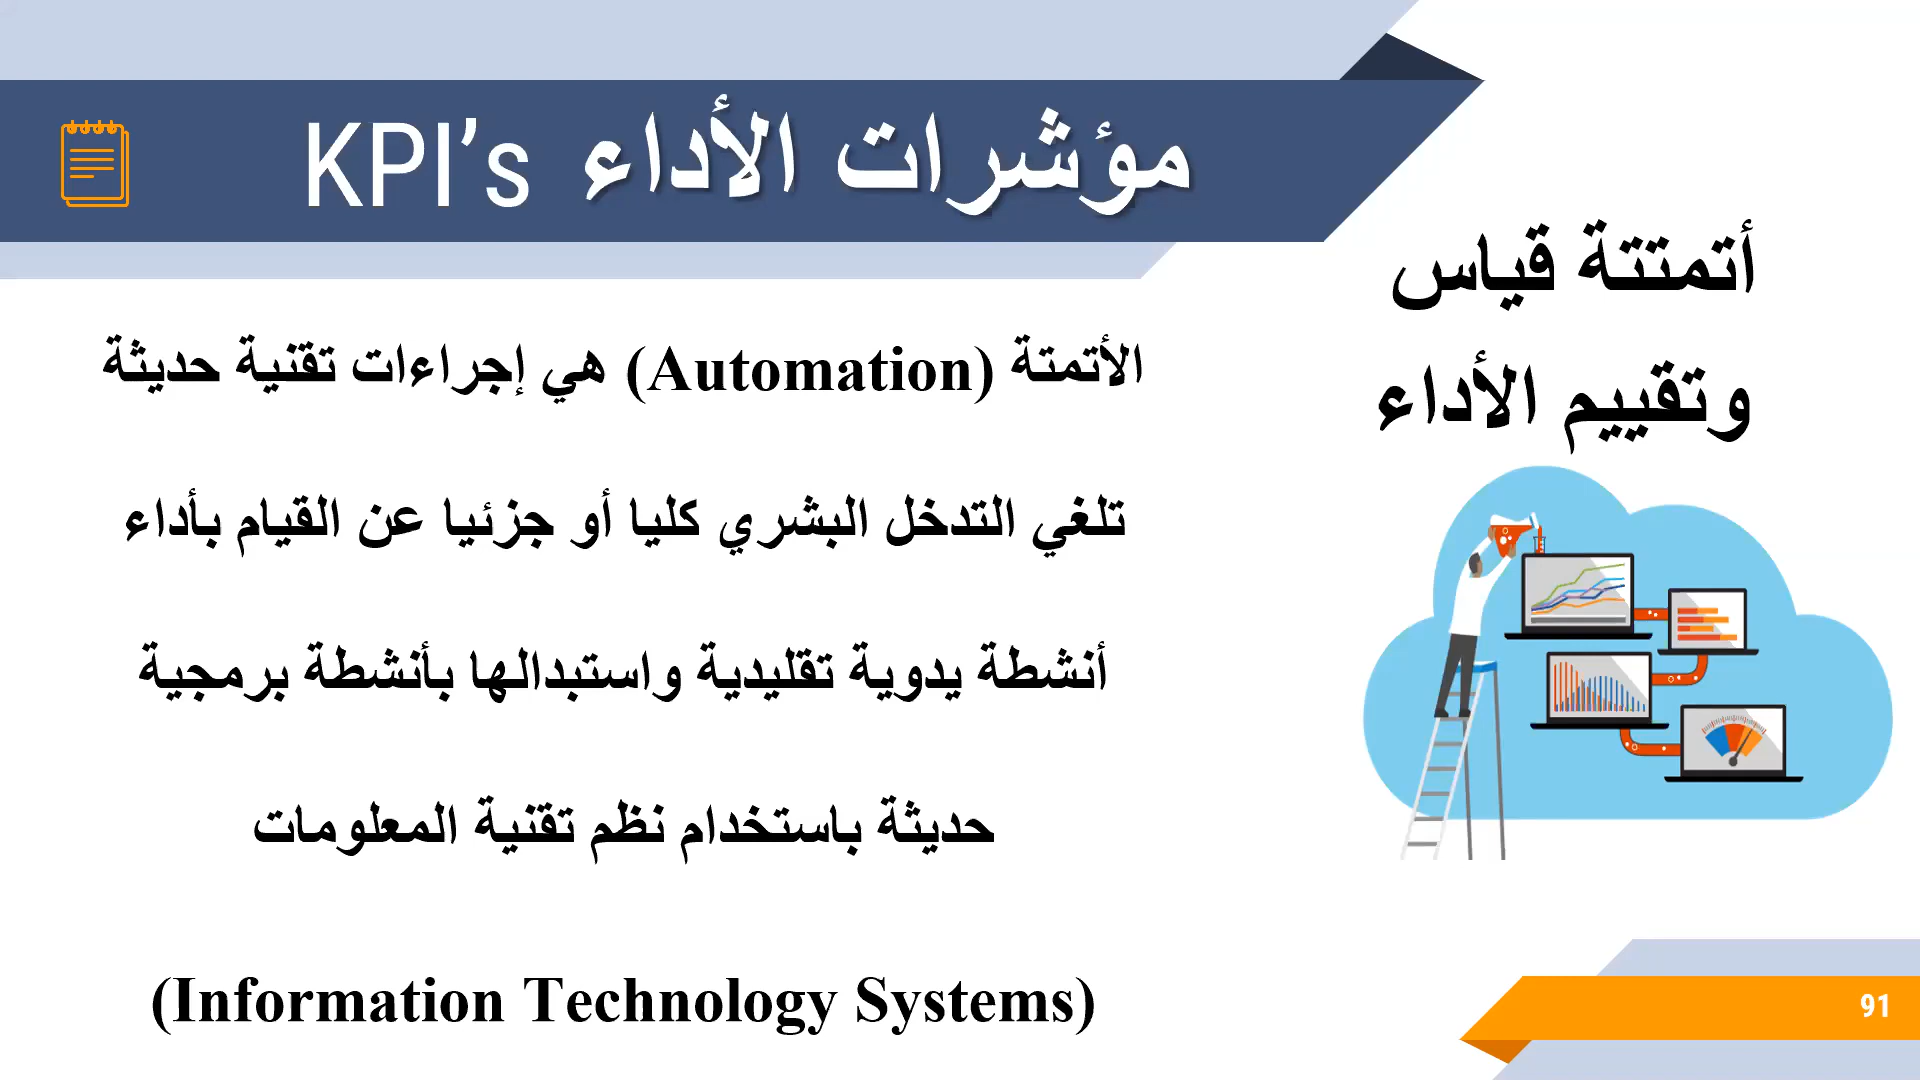 مؤشرات الأداء KPI’s
أتمتتة قياس
وتقييم الأداء
الأتمتة (Automation) هي إجراءات تقنية حديثة
تلغي التدخل البشري كليا أو جزئيا عن القيام بأداء
أنشطة يدوية تقليدية واستبدالها بأنشطة برمجية
حديثة باستخدام نظم تقنية المعلومات
(Information Technology Systems)
91